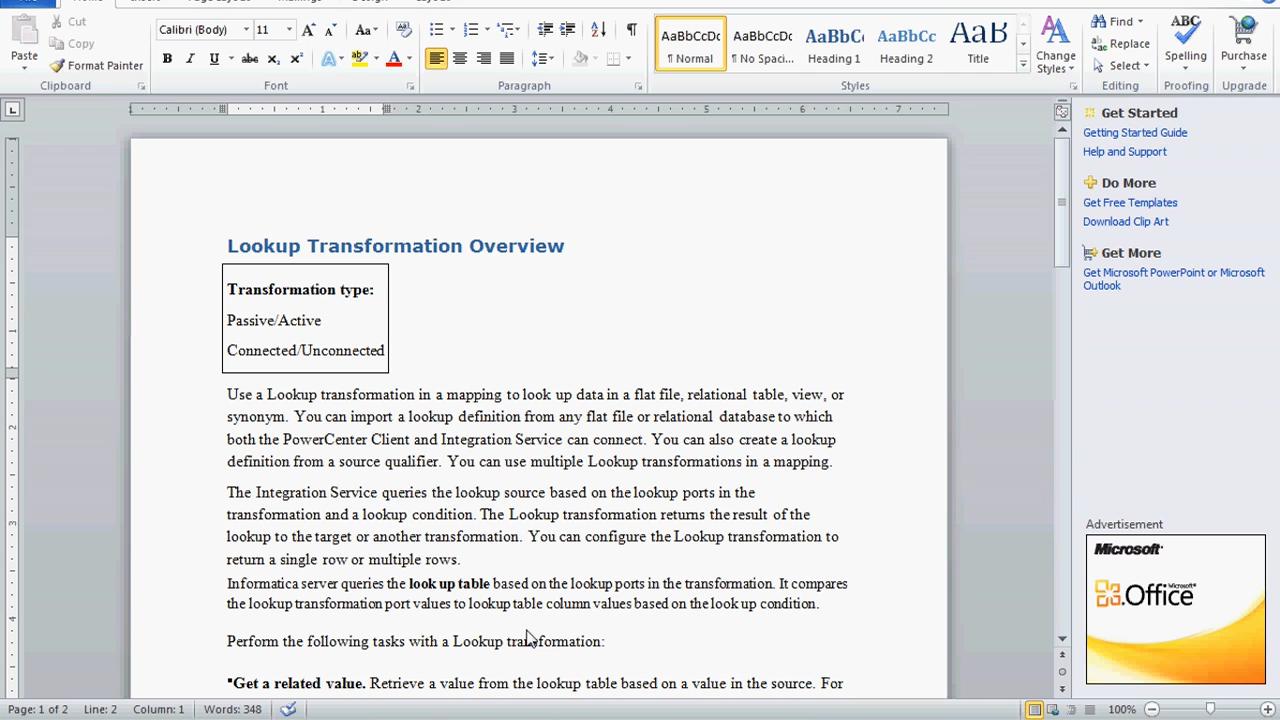 Cut
Copy
Format Painter
Paste
Clipboard
Calibri (Body) 11
Font
Paragraph
AaBbCcDc AaBbCcDc AaBbC AaBbCc AaB
¶ Normal ¶ No Spaci... Heading 1 Heading 2 Title
Change
Styles
Styles
Find
Replace
Select
Editing
ABC
Spelling
Proofing
Purchase
Upgrade
Lookup Transformation Overview
Transformation type:
Passive/Active
Connected/Unconnected
Use a Lookup transformation in a mapping to look up data in a flat file, relational table, view, or
synonym. You can import a lookup definition from any flat file or relational database to which
both the PowerCenter Client and Integration Service can connect. You can also create a lookup
definition from a source qualifier. You can use multiple Lookup transformations in a mapping.
The Integration Service queries the lookup source based on the lookup ports in the
transformation and a lookup condition. The Lookup transformation returns the result of the
lookup to the target or another transformation. You can configure the Lookup transformation to
return a single row or multiple rows.
Informatica server queries the look up table based on the lookup ports in the transformation. It compares
the lookup transformation port values to lookup table column values based on the look up condition.
Perform the following tasks with a Lookup transformation:
▪Get a related value. Retrieve a value from the lookup table based on a value in the source. For
Get Started
Getting Started Guide
Help and Support
Do More
Get Free Templates
Download Clip Art
Get More
Get Microsoft PowerPoint or Microsoft
Outlook
Advertisement
Microsoft
Microsoft
Office
Page: 1 of 2 Line: 2 Column: 1 Words: 348 100%